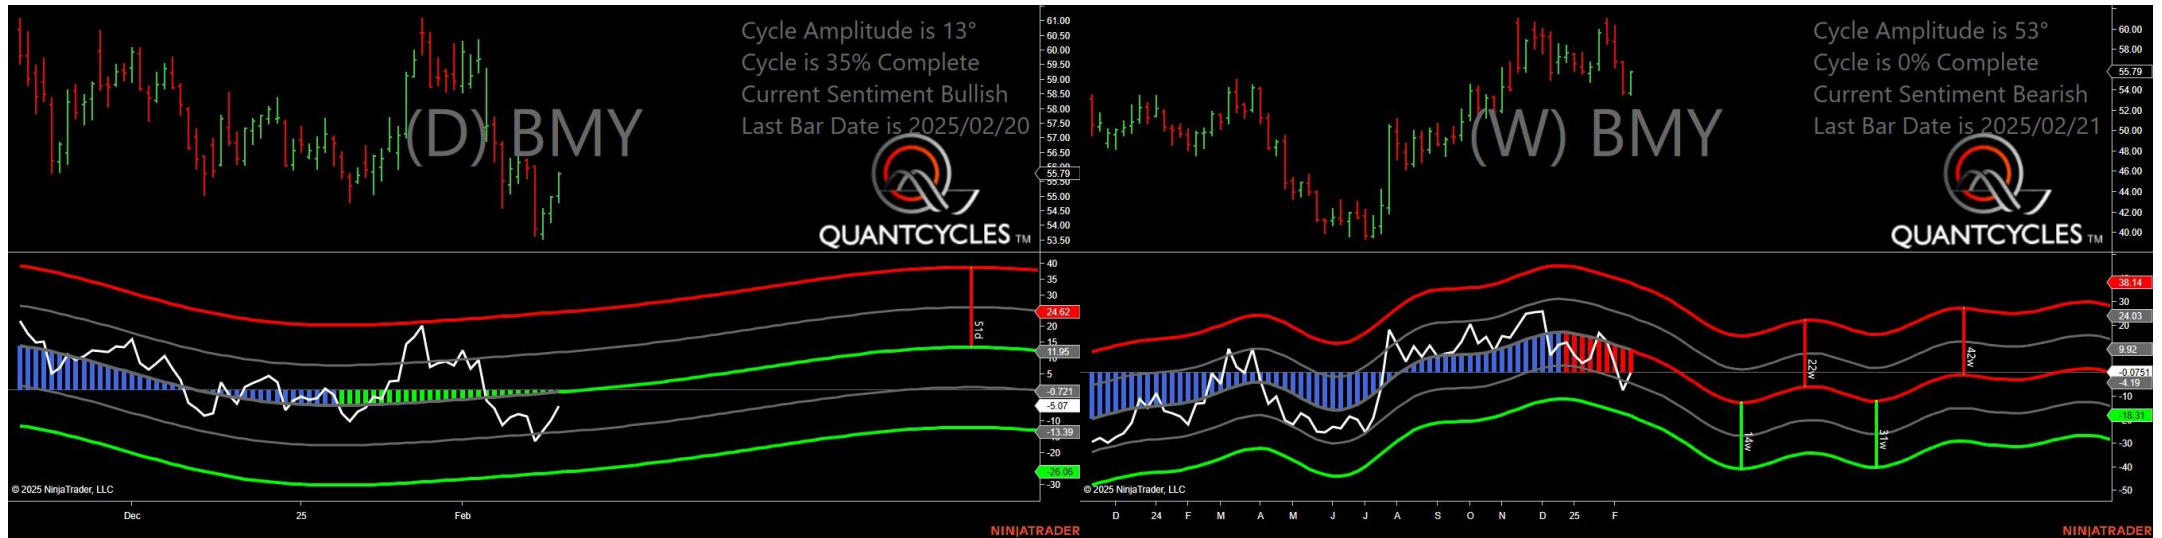 Cycle Amplitude is 13°
Cycle is 35% Complete
Current Sentiment Bullish
Last Bar Date is 2025/02/20
(D) BMY
QUANTCYCLES TM
61.00
60.50
60.00
59.50
59.00
58.50
58.00
57.50
57.00
56.50
55.79
55.50
54.50
54.00
53.50
40
35
30
24.62
20
15
11.95
5
-0.721
-5.07
-10
-13.39
-20
-26.06
-30
51d
© 2025 NinjaTrader, LLC
Dec
25
Feb
NINJATRADER
Cycle Amplitude is 53°
Cycle is 0% Complete
Current Sentiment Bearish
Last Bar Date is 2025/02/21
(W) BMY
QUANTCYCLES TM
60.00
58.00
55.79
54.00
52.00
50.00
48.00
46.00
44.00
42.00
40.00
38.14
30
24.03
20
9.92
-0.0751
-4.19
-10
-18.31
-30
-40
-50
22w
42w
14w
31w
© 2025 NinjaTrader, LLC
D
24
F
M
A
M
J
J
A
S
O
N
D
25
F
NINJATRADER